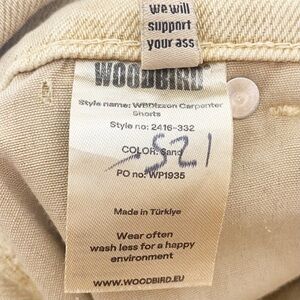 We will
support
your ass
WOODBIRD
Style name: WBDizzon Carpenter
Shorts
Style no: 2416-332
COLOR: Sand
521
PO no: WP1935
Made in Türkiye
Wear often
wash less for a happy
environment
WWW.WOODBIRD.EU